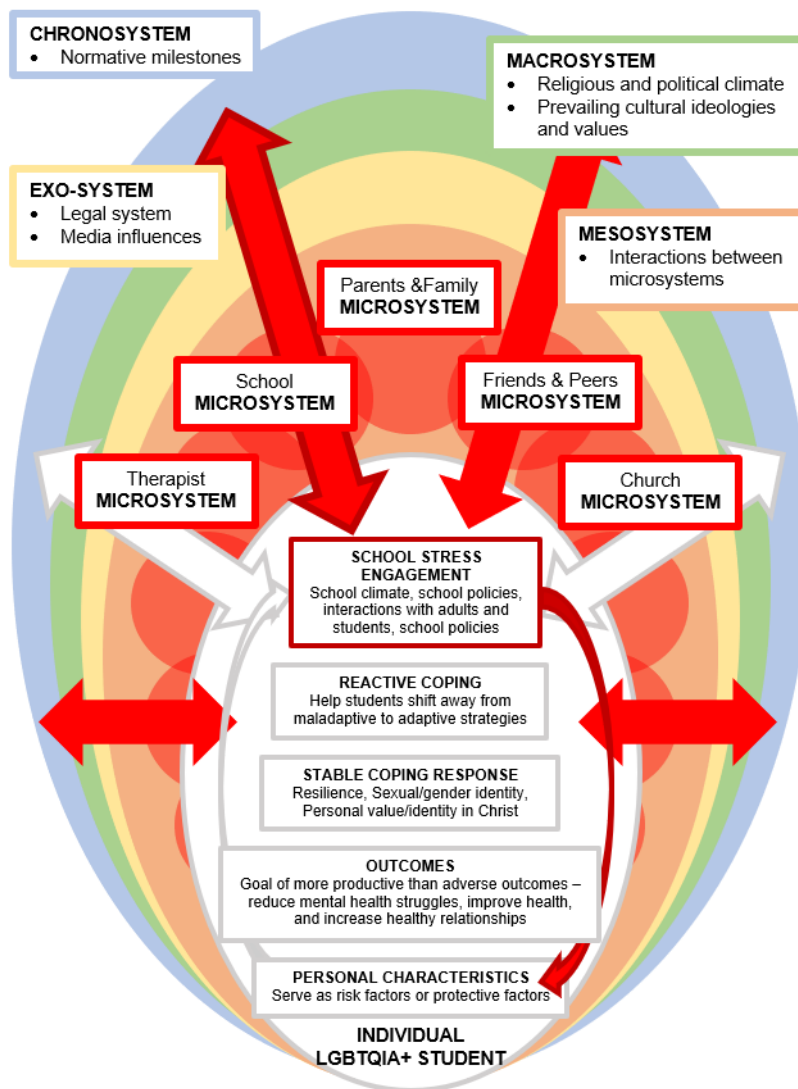 CHRONOSYSTEM
• Normative milestones
MACROSYSTEM
• Religious and political climate
• Prevailing cultural ideologies
and values
EXO-SYSTEM
• Legal system
• Media influences
MESOSYSTEM
• Interactions between
microsystems
Parents &Family
MICROSYSTEM
School
MICROSYSTEM
Friends & Peers
MICROSYSTEM
Therapist
MICROSYSTEM
Church
MICROSYSTEM
SCHOOL STRESS
ENGAGEMENT
School climate, school policies,
interactions with adults and
students, school policies
REACTIVE COPING
Help students shift away from
maladaptive to adaptive strategies
STABLE COPING RESPONSE
Resilience, Sexual/gender identity,
Personal value/identity in Christ
OUTCOMES
Goal of more productive than adverse outcomes –
reduce mental health struggles, improve health,
and increase healthy relationships
PERSONAL CHARACTERISTICS
Serve as risk factors or protective factors
INDIVIDUAL
LGBTQIA+ STUDENT